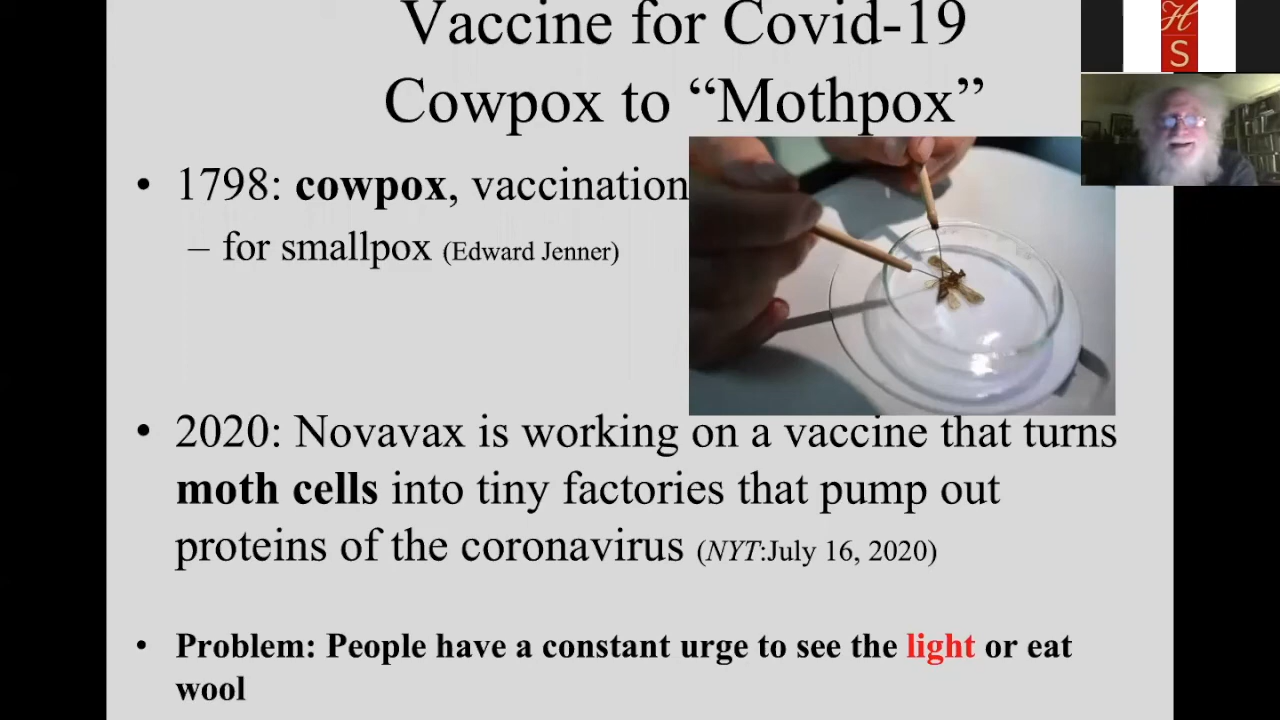 Vaccine for Covid-19
Cowpox to “Mothpox”
• 1798: cowpox, vaccination
– for smallpox (Edward Jenner)
• 2020: Novavax is working on a vaccine that turns
moth cells into tiny factories that pump out
proteins of the coronavirus (NYT:July 16, 2020)
• Problem: People have a constant urge to see the light or eat
wool
H
S